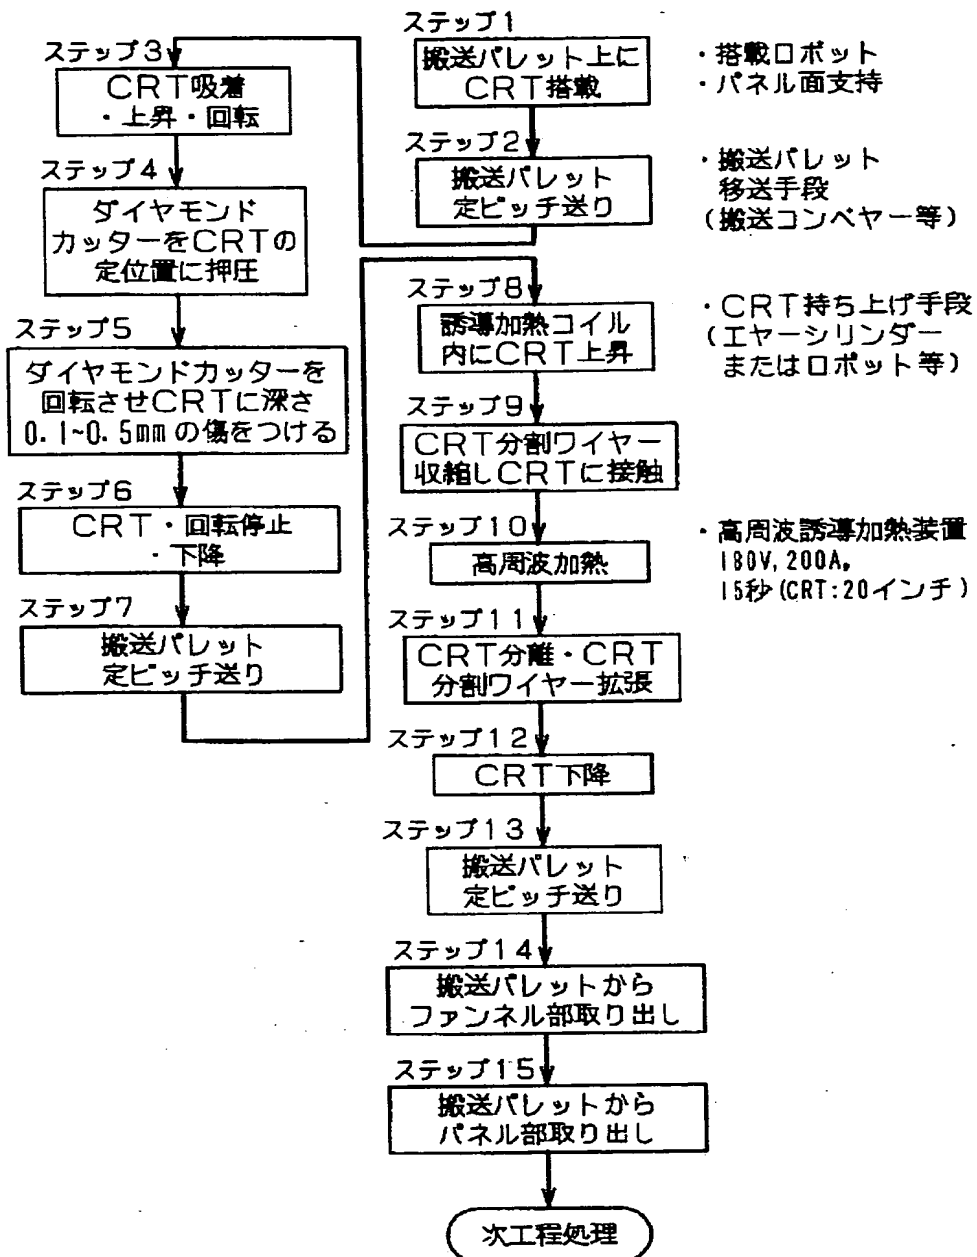 ステップ1
搬送パレット上に
CRT搭載
・搭載ロボット
・パネル面支持
ステップ2
搬送パレット
定ピッチ送り
・搬送パレット
移送手段
(搬送コンベヤー等)
ステップ3
CRT吸着
・上昇・回転
ステップ4
ダイヤモンド
カッターをCRTの
定位置に押圧
ステップ5
ダイヤモンドカッターを
回転させCRTに深さ
0.1~0.5mmの傷をつける
ステップ6
CRT・回転停止
・下降
ステップ7
搬送パレット
定ピッチ送り
ステップ8
誘導加熱コイル
内にCRT上昇
・CRT持ち上げ手段
(エヤーシリンダー
またはロボット等)
ステップ9
CRT分割ワイヤー
収縮しCRTに接触
ステップ10
高周波加熱
・高周波誘導加熱装置
180V,200A。
15秒(CRT:20インチ)
ステップ11
CRT分離・CRT
分割ワイヤー拡張
ステップ12
CRT下降
ステップ13
搬送パレット
定ピッチ送り
ステップ14
搬送パレットから
ファンネル部取り出し
ステップ15
搬送パレットから
パネル部取り出し
次工程処理